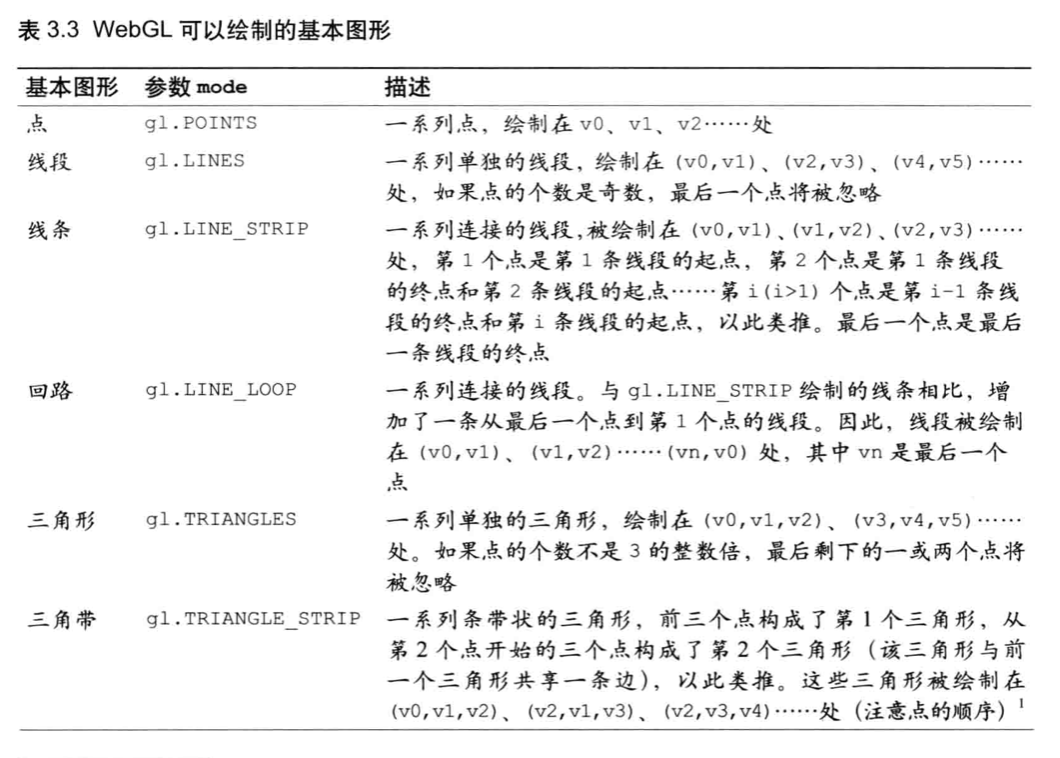 表 3.3 WebGL 可以绘制的基本图形
基本图形 参数 mode 描述
点 gl.POINTS 一系列点，绘制在 v0、v1、v2……处
线段 gl.LINES 一系列单独的线段，绘制在 (v0,v1)、(v2,v3)、(v4,v5)……
处，如果点的个数是奇数，最后一个点将被忽略
线条 gl.LINE_STRIP 一系列连接的线段,被绘制在 (v0,v1)、(v1,v2)、(v2,v3)……
处，第 1 个点是第 1 条线段的起点，第 2 个点是第 1 条线段
的终点和第 2 条线段的起点……第 i(i>1) 个点是第 i-1 条线
段的终点和第 i 条线段的起点，以此类推。最后一个点是最后
一条线段的终点
回路 gl.LINE_LOOP 一系列连接的线段。与 gl.LINE_STRIP 绘制的线条相比，增
加了一条从最后一个点到第 1 个点的线段。因此，线段被绘制
在 (v0,v1)、(v1,v2)……(vn,v0) 处，其中 vn 是最后一个
点
三角形 gl.TRIANGLES 一系列单独的三角形，绘制在 (v0,v1,v2)、(v3,v4,v5)……
处。如果点的个数不是 3 的整数倍，最后剩下的一或两个点将
被忽略
三角带 gl.TRIANGLE_STRIP 一系列条带状的三角形，前三个点构成了第 1 个三角形，从
第 2 个点开始的三个点构成了第 2 个三角形（该三角形与前
一个三角形共享一条边），以此类推。这些三角形被绘制在
(v0,v1,v2)、(v2,v1,v3)、(v2,v3,v4)……处（注意点的顺序）1